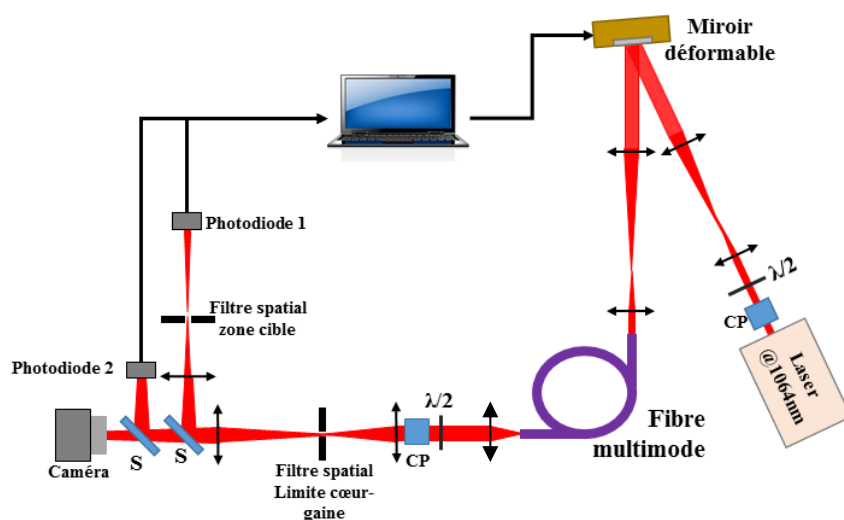 Miroir
déformable
Photodiode 1
λ/2
CP
Filtre spatial
zone cible
Laser
@1064nm
Photodiode 2
λ/2
Fibre
multimode
CP
S
S
Caméra
Filtre spatial
Limite cœur-
gaine